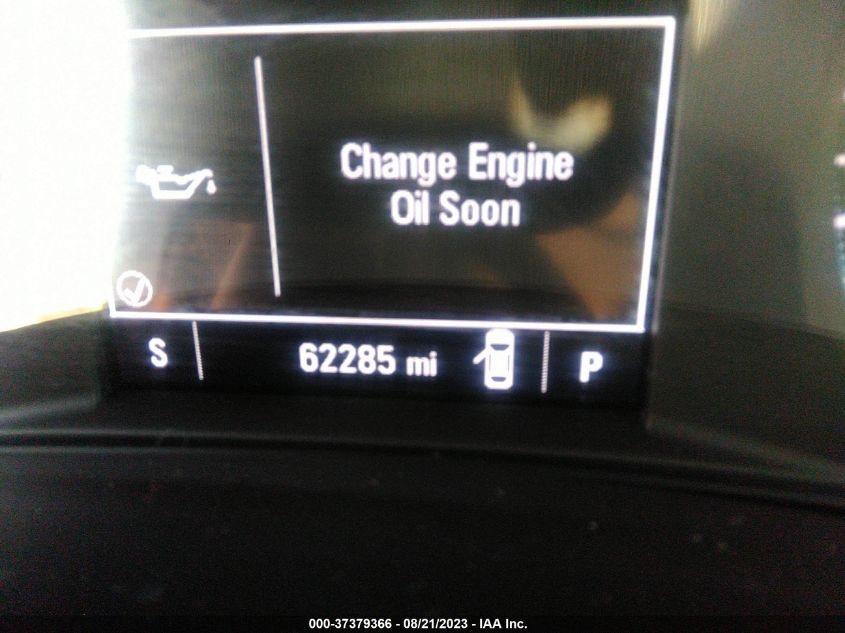 Change Engine
Oil Soon
S 62285 mi P
000-37379366 - 08/21/2023 - IAA Inc.